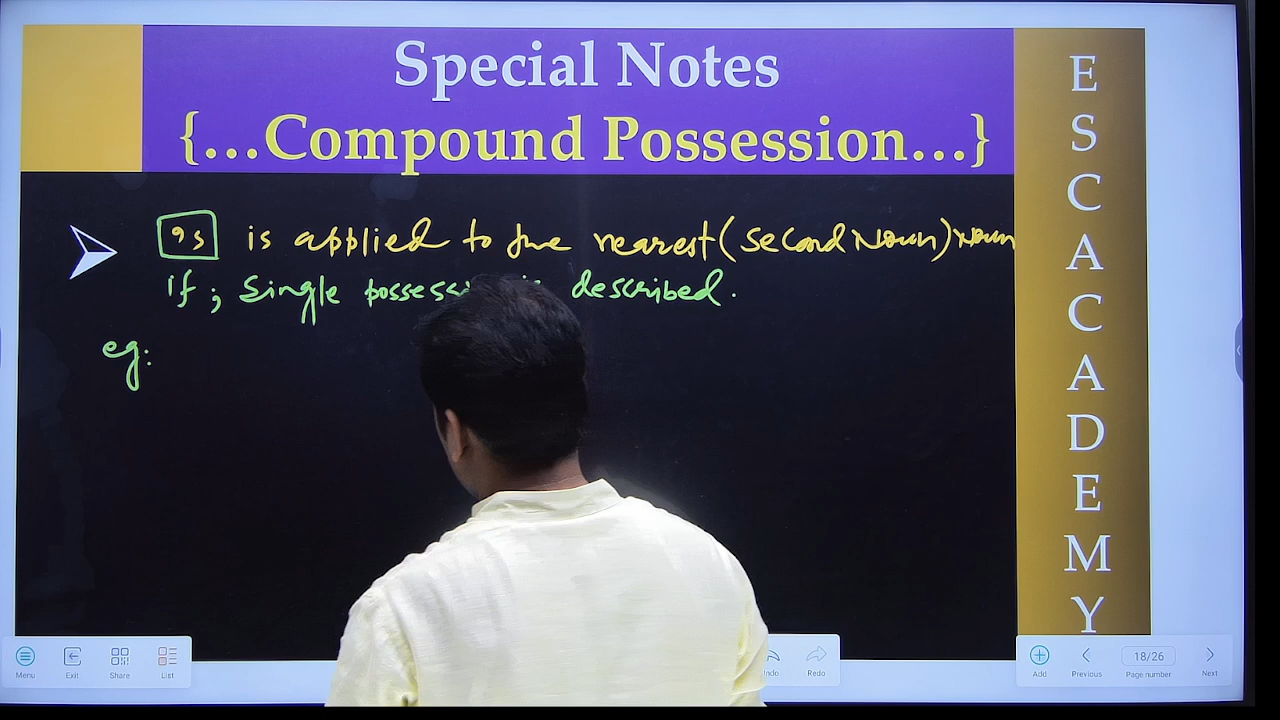 Special Notes
{...Compound Possession...}
's is applied to the nearest (Second Noun) Noun
if ; Single described.
eg:
E
S
C
A
C
A
D
E
M
Y
Menu
Exit
Share
List
Redo
Add
Previous
18/26
Page number
Next